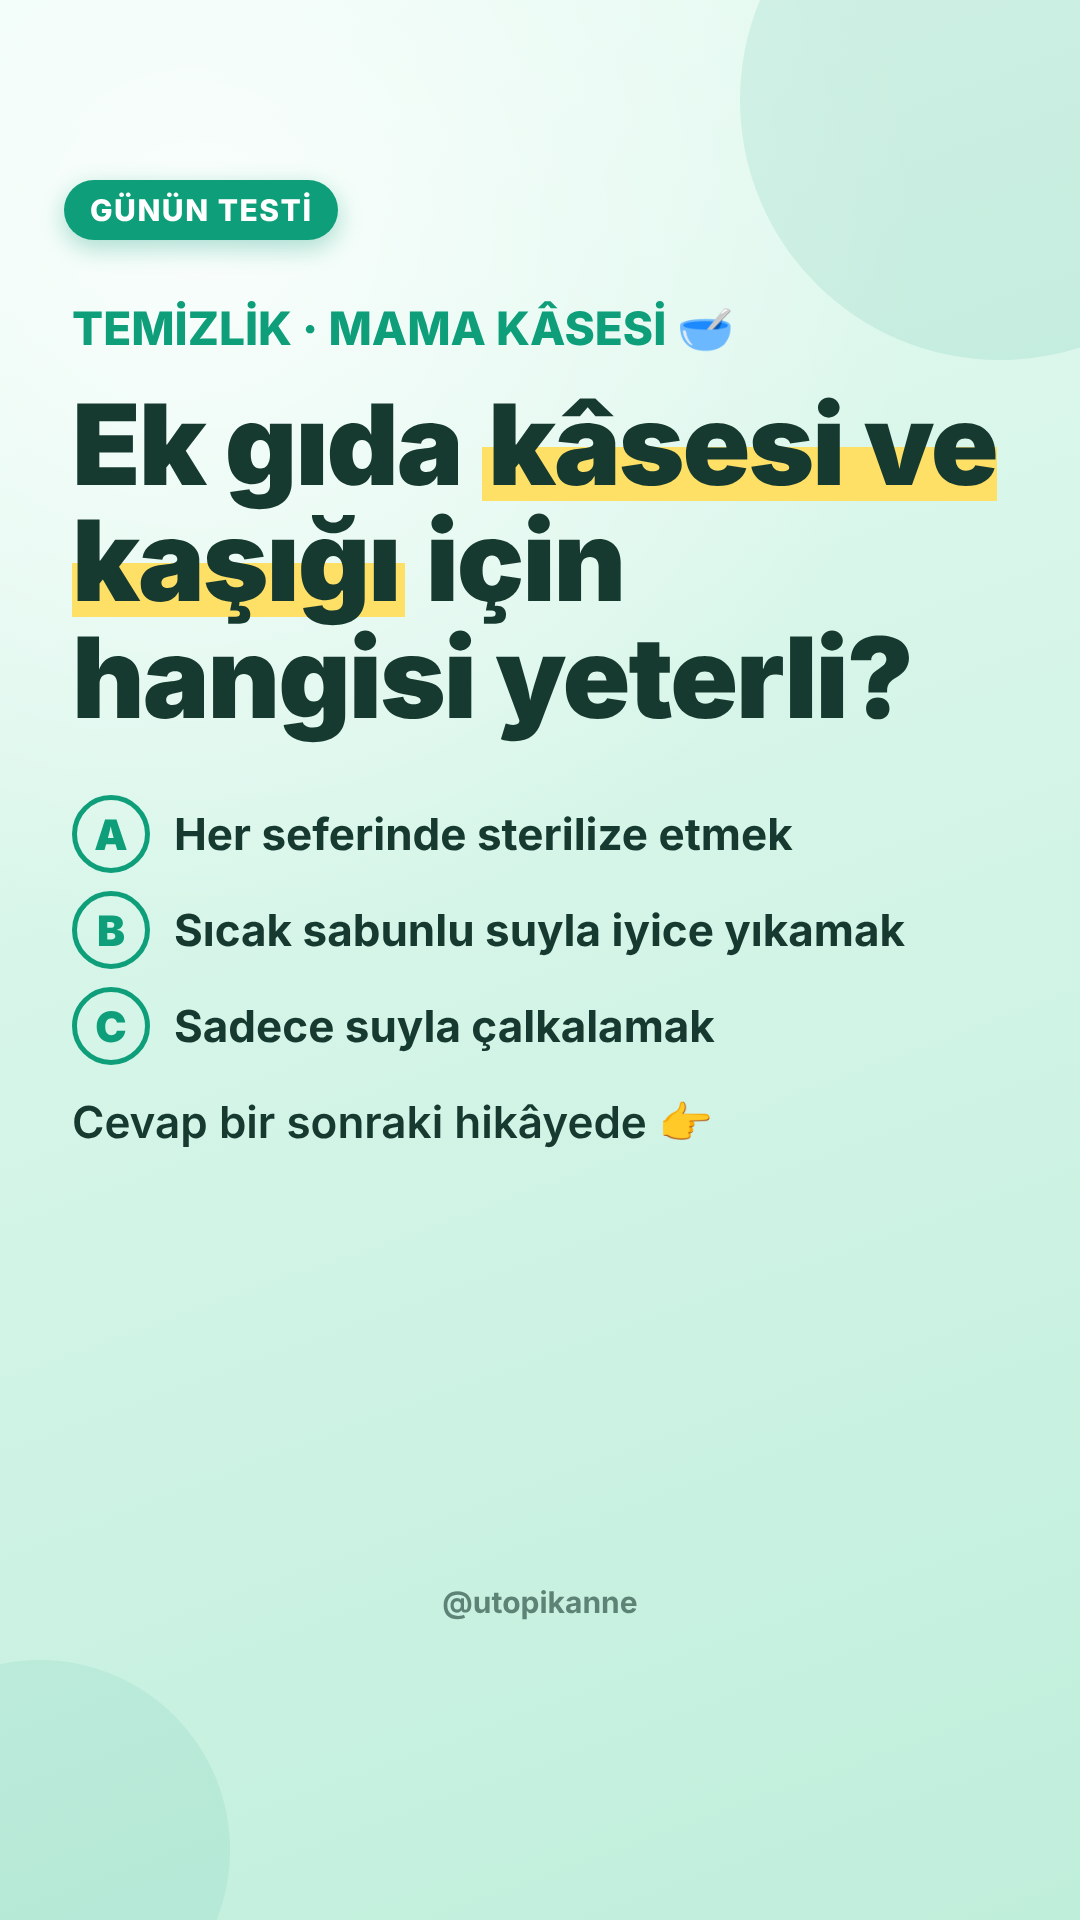 GÜNÜN TESTİ
TEMİZLİK · MAMA KÂSESİ 🥣
Ek gıda kâsesi ve
kaşığı için
hangisi yeterli?
A Her seferinde sterilize etmek
B Sıcak sabunlu suyla iyice yıkamak
C Sadece suyla çalkalamak
Cevap bir sonraki hikâyede 👉
@utopikanne